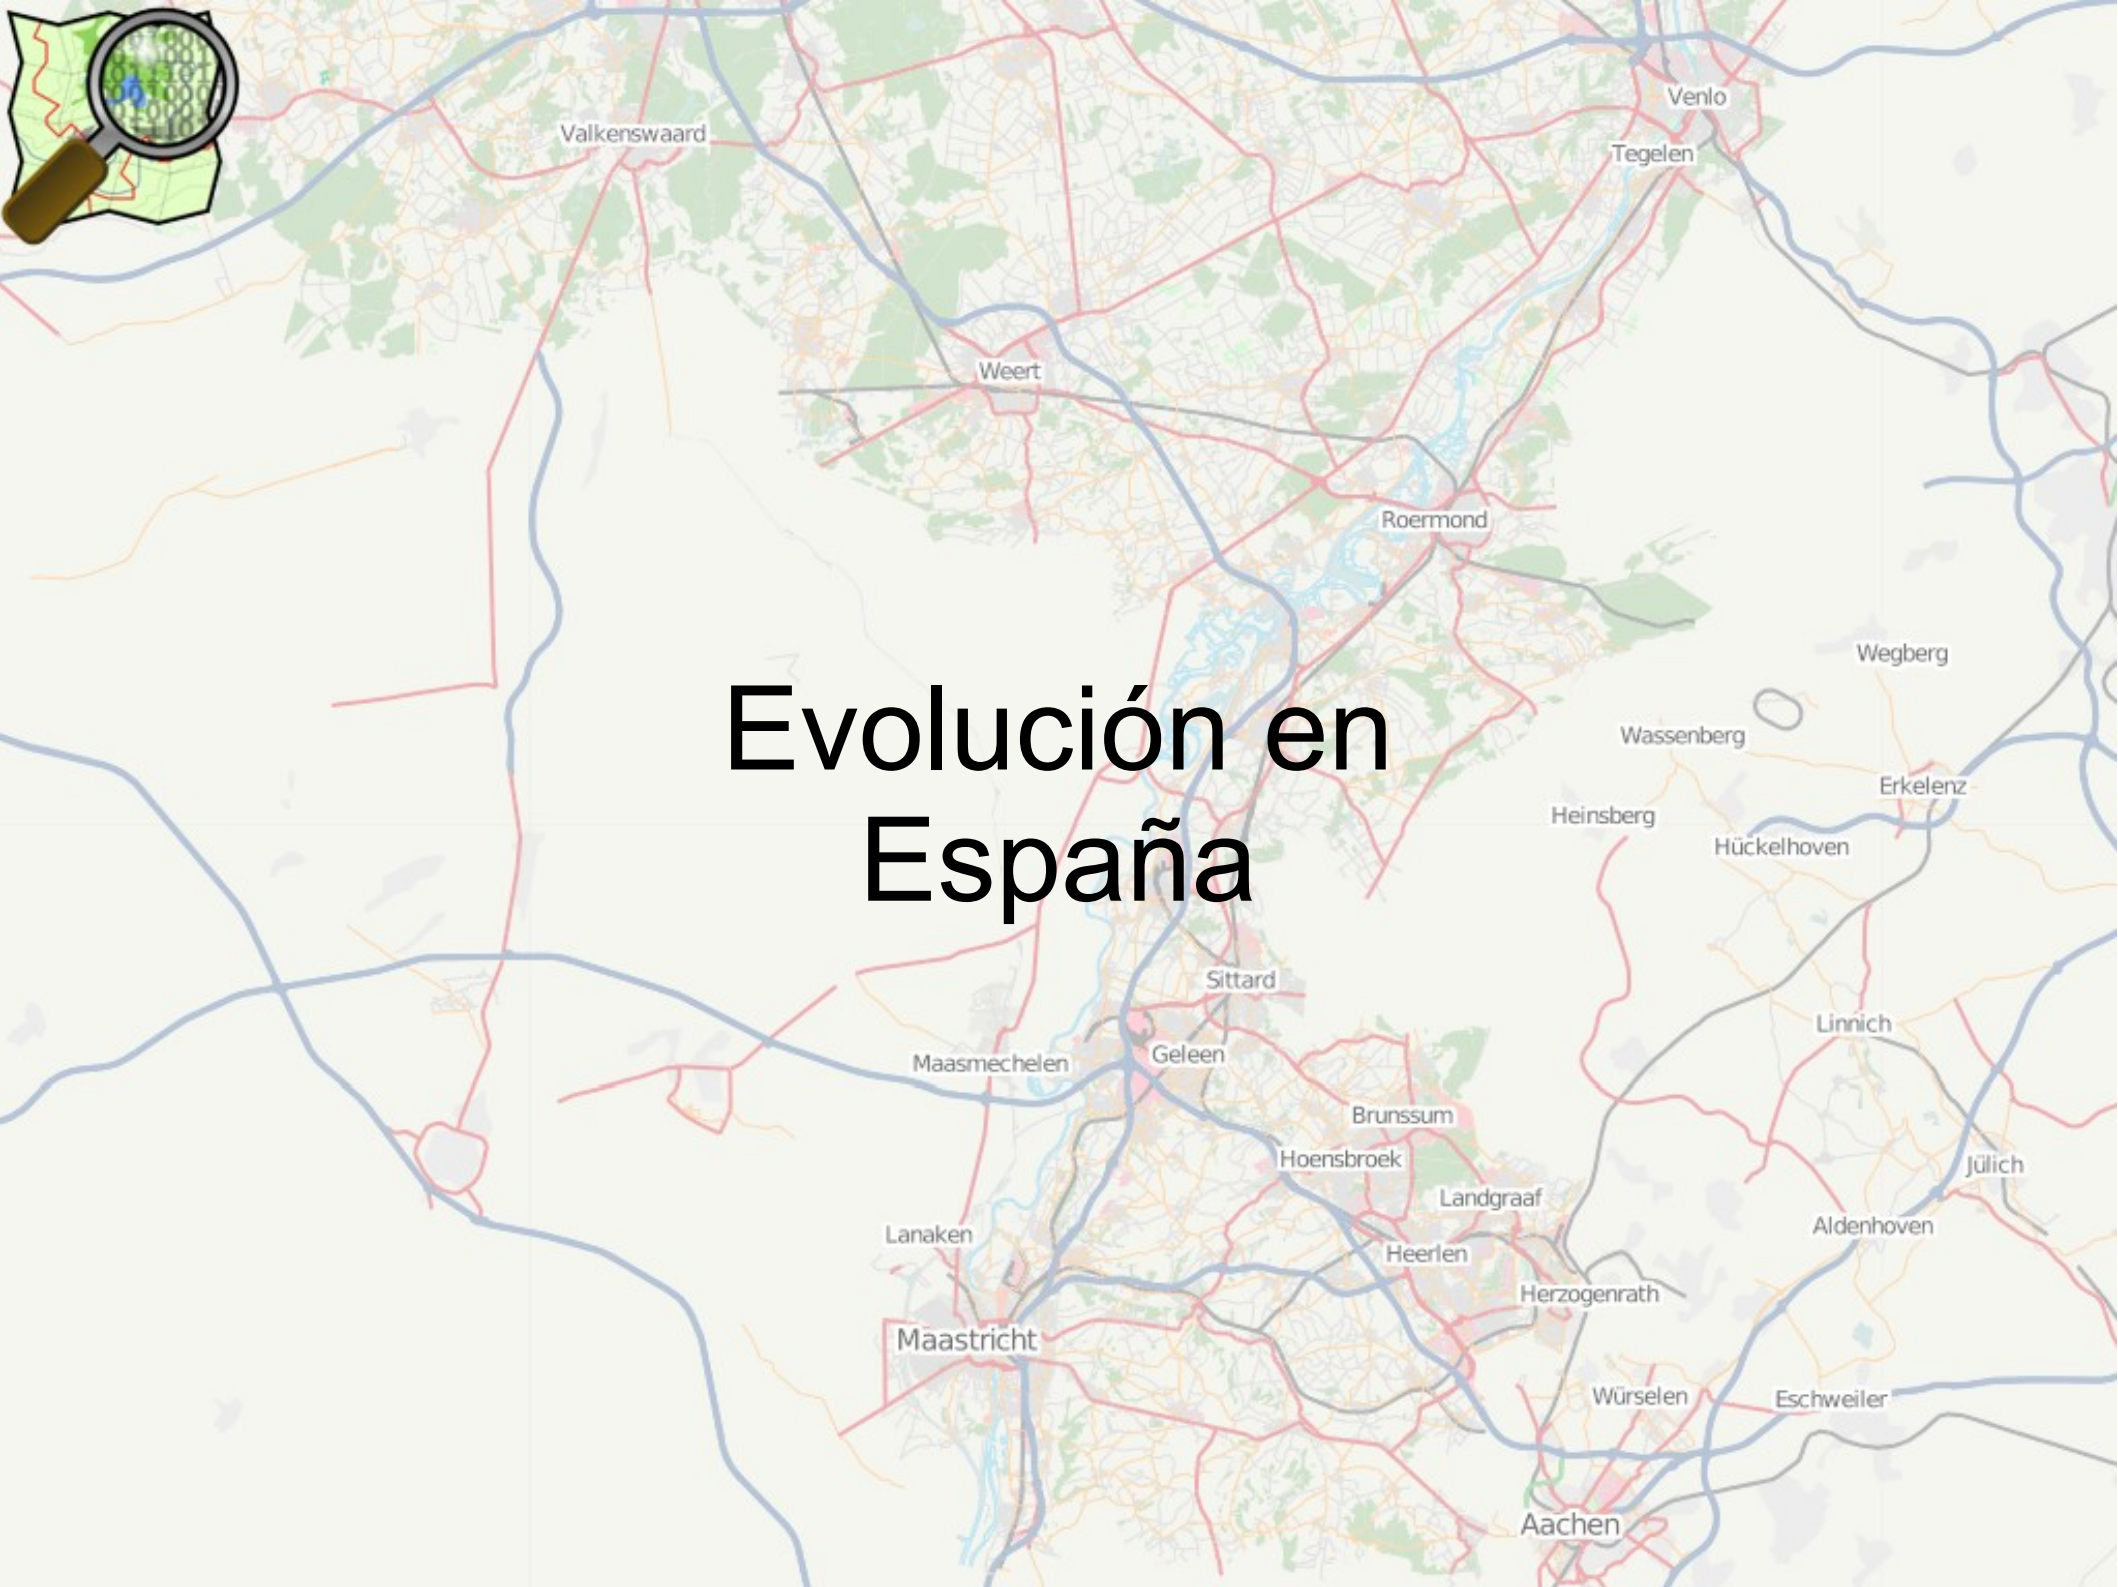 Venlo
Valkenswaard
Tegelen
Weert
Roermond
Wegberg
Evolución en
España
Wassenberg
Erkelenz
Heinsberg
Hückelhoven
Sittard
Linnich
Geleen
Maasmechelen
Brunssum
Hoensbroek
Jülich
Landgraaf
Aldenhoven
Lanaken
Heerlen
Herzogenrath
Maastricht
Würselen
Eschweiler
Aachen